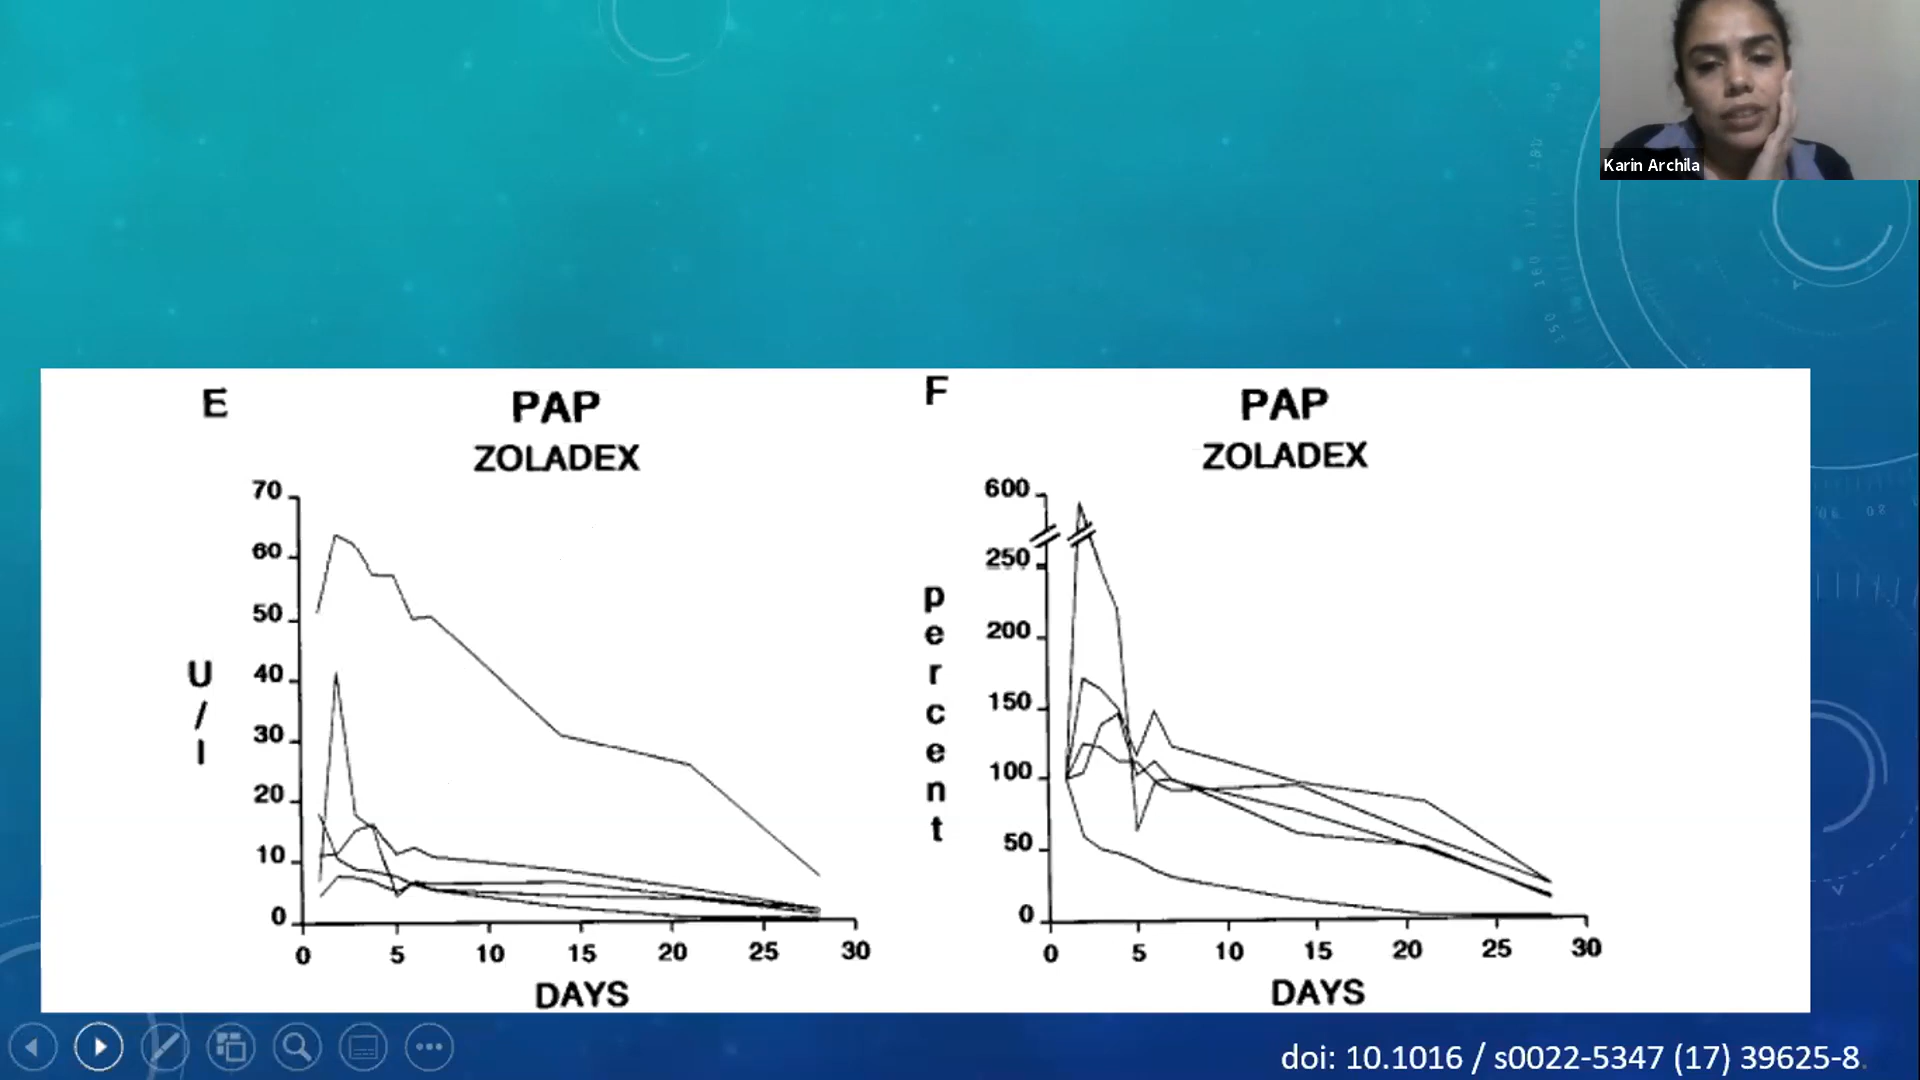 Karin Archila
E
PAP
ZOLADEX
70
60
50
40
30
20
10
0
U
/
l
0 5 10 15 20 25 30
DAYS
F
PAP
ZOLADEX
600
250
200
150
100
50
0
p
e
r
c
e
n
t
0 5 10 15 20 25 30
DAYS
doi: 10.1016 / s0022-5347 (17) 39625-8.